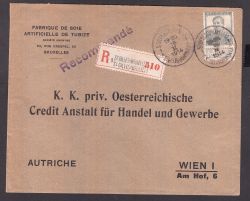 FABRIQUE DE SOIE
ARTIFICIELLE DE TUBIZE
BRUXELLES
Recommandé
R
310
K. K. priv. Oesterreichische
Credit Anstalt für Handel und Gewerbe
AUTRICHE
WIEN I
Am Hof, 6